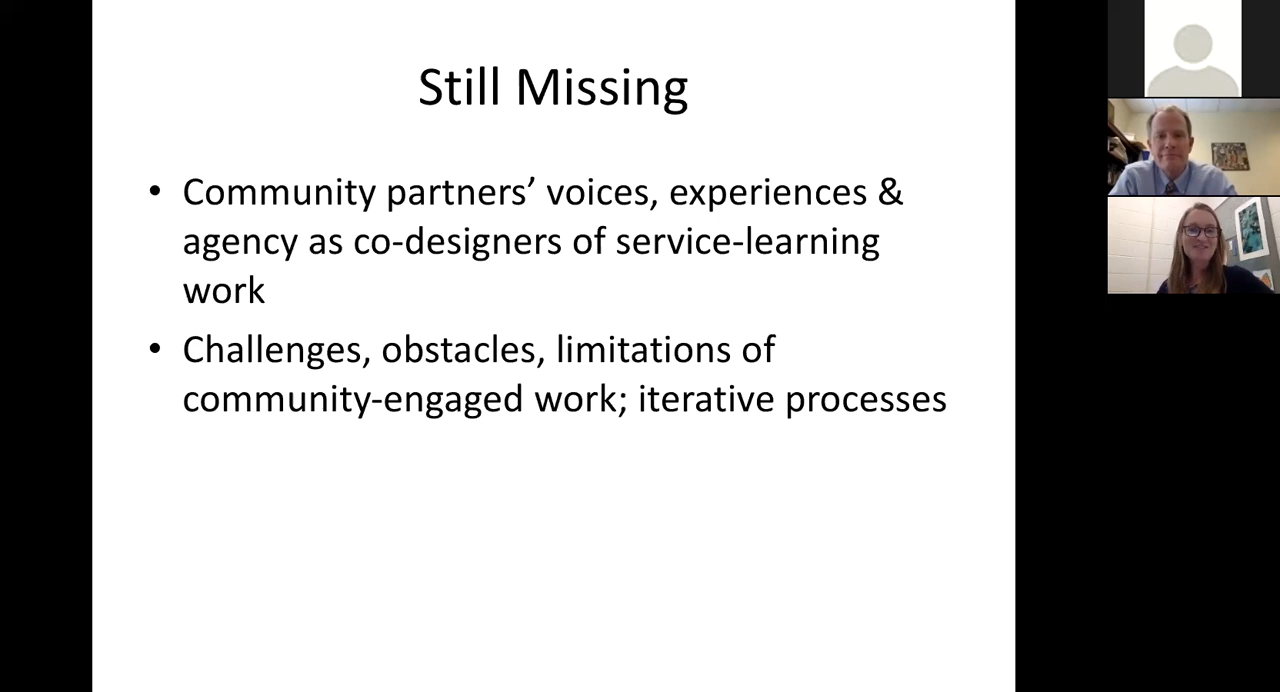 Still Missing
• Community partners’ voices, experiences &
agency as co-designers of service-learning
work
• Challenges, obstacles, limitations of
community-engaged work; iterative processes